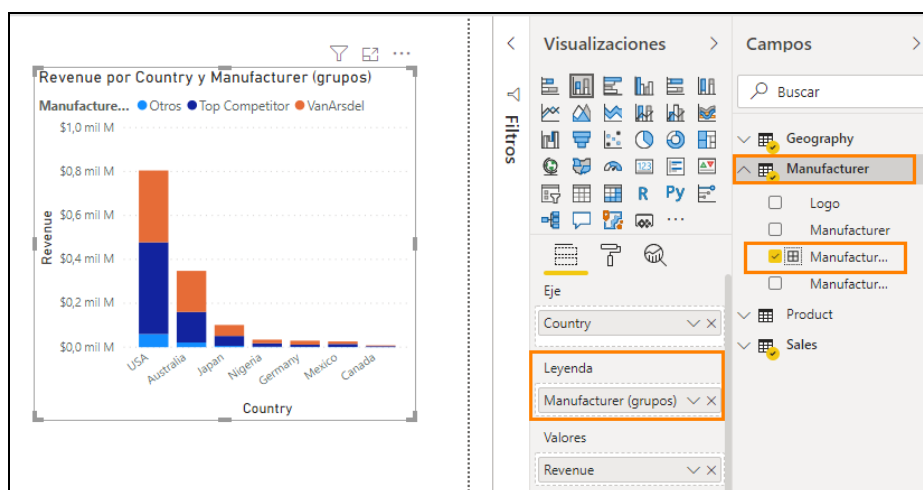 Revenue por Country y Manufacturer (grupos)
Manufacture... Otros Top Competitor VanArsdel
$1,0 mil M
$0,8 mil M
$0,6 mil M
$0,4 mil M
$0,2 mil M
$0,0 mil M
Revenue
USA
Australia
Japan
Nigeria
Germany
Mexico
Canada
Country
Filtros
Visualizaciones
123
R
Py
...
Eje
Country
Leyenda
Manufacturer (grupos)
Valores
Revenue
Campos
Buscar
Geography
Manufacturer
Logo
Manufacturer
Manufactur...
Manufactur...
Product
Sales